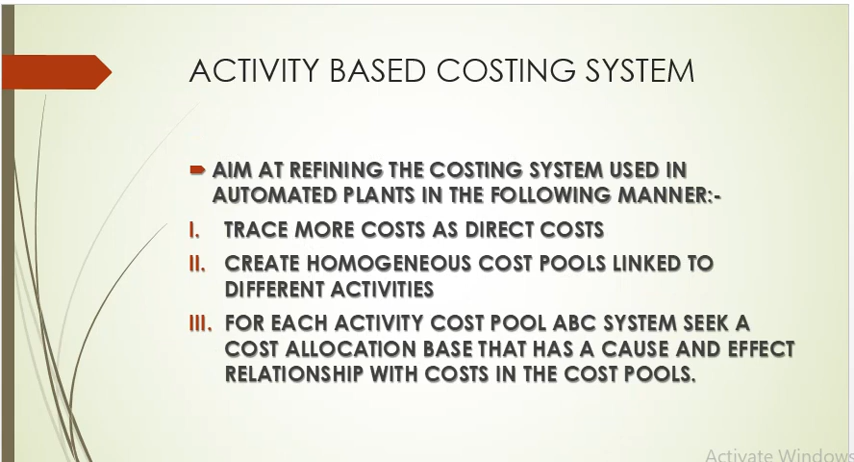 ACTIVITY BASED COSTING SYSTEM
AIM AT REFINING THE COSTING SYSTEM USED IN
AUTOMATED PLANTS IN THE FOLLOWING MANNER:-
I. TRACE MORE COSTS AS DIRECT COSTS
II. CREATE HOMOGENEOUS COST POOLS LINKED TO
DIFFERENT ACTIVITIES
III. FOR EACH ACTIVITY COST POOL ABC SYSTEM SEEK A
COST ALLOCATION BASE THAT HAS A CAUSE AND EFFECT
RELATIONSHIP WITH COSTS IN THE COST POOLS.
Activate Windows